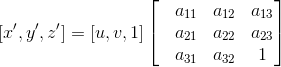 [x′, y′, z′] = [u, v, 1] [ a₁₁ a₁₂ a₁₃
a₂₁ a₂₂ a₂₃
a₃₁ a₃₂ 1 ]